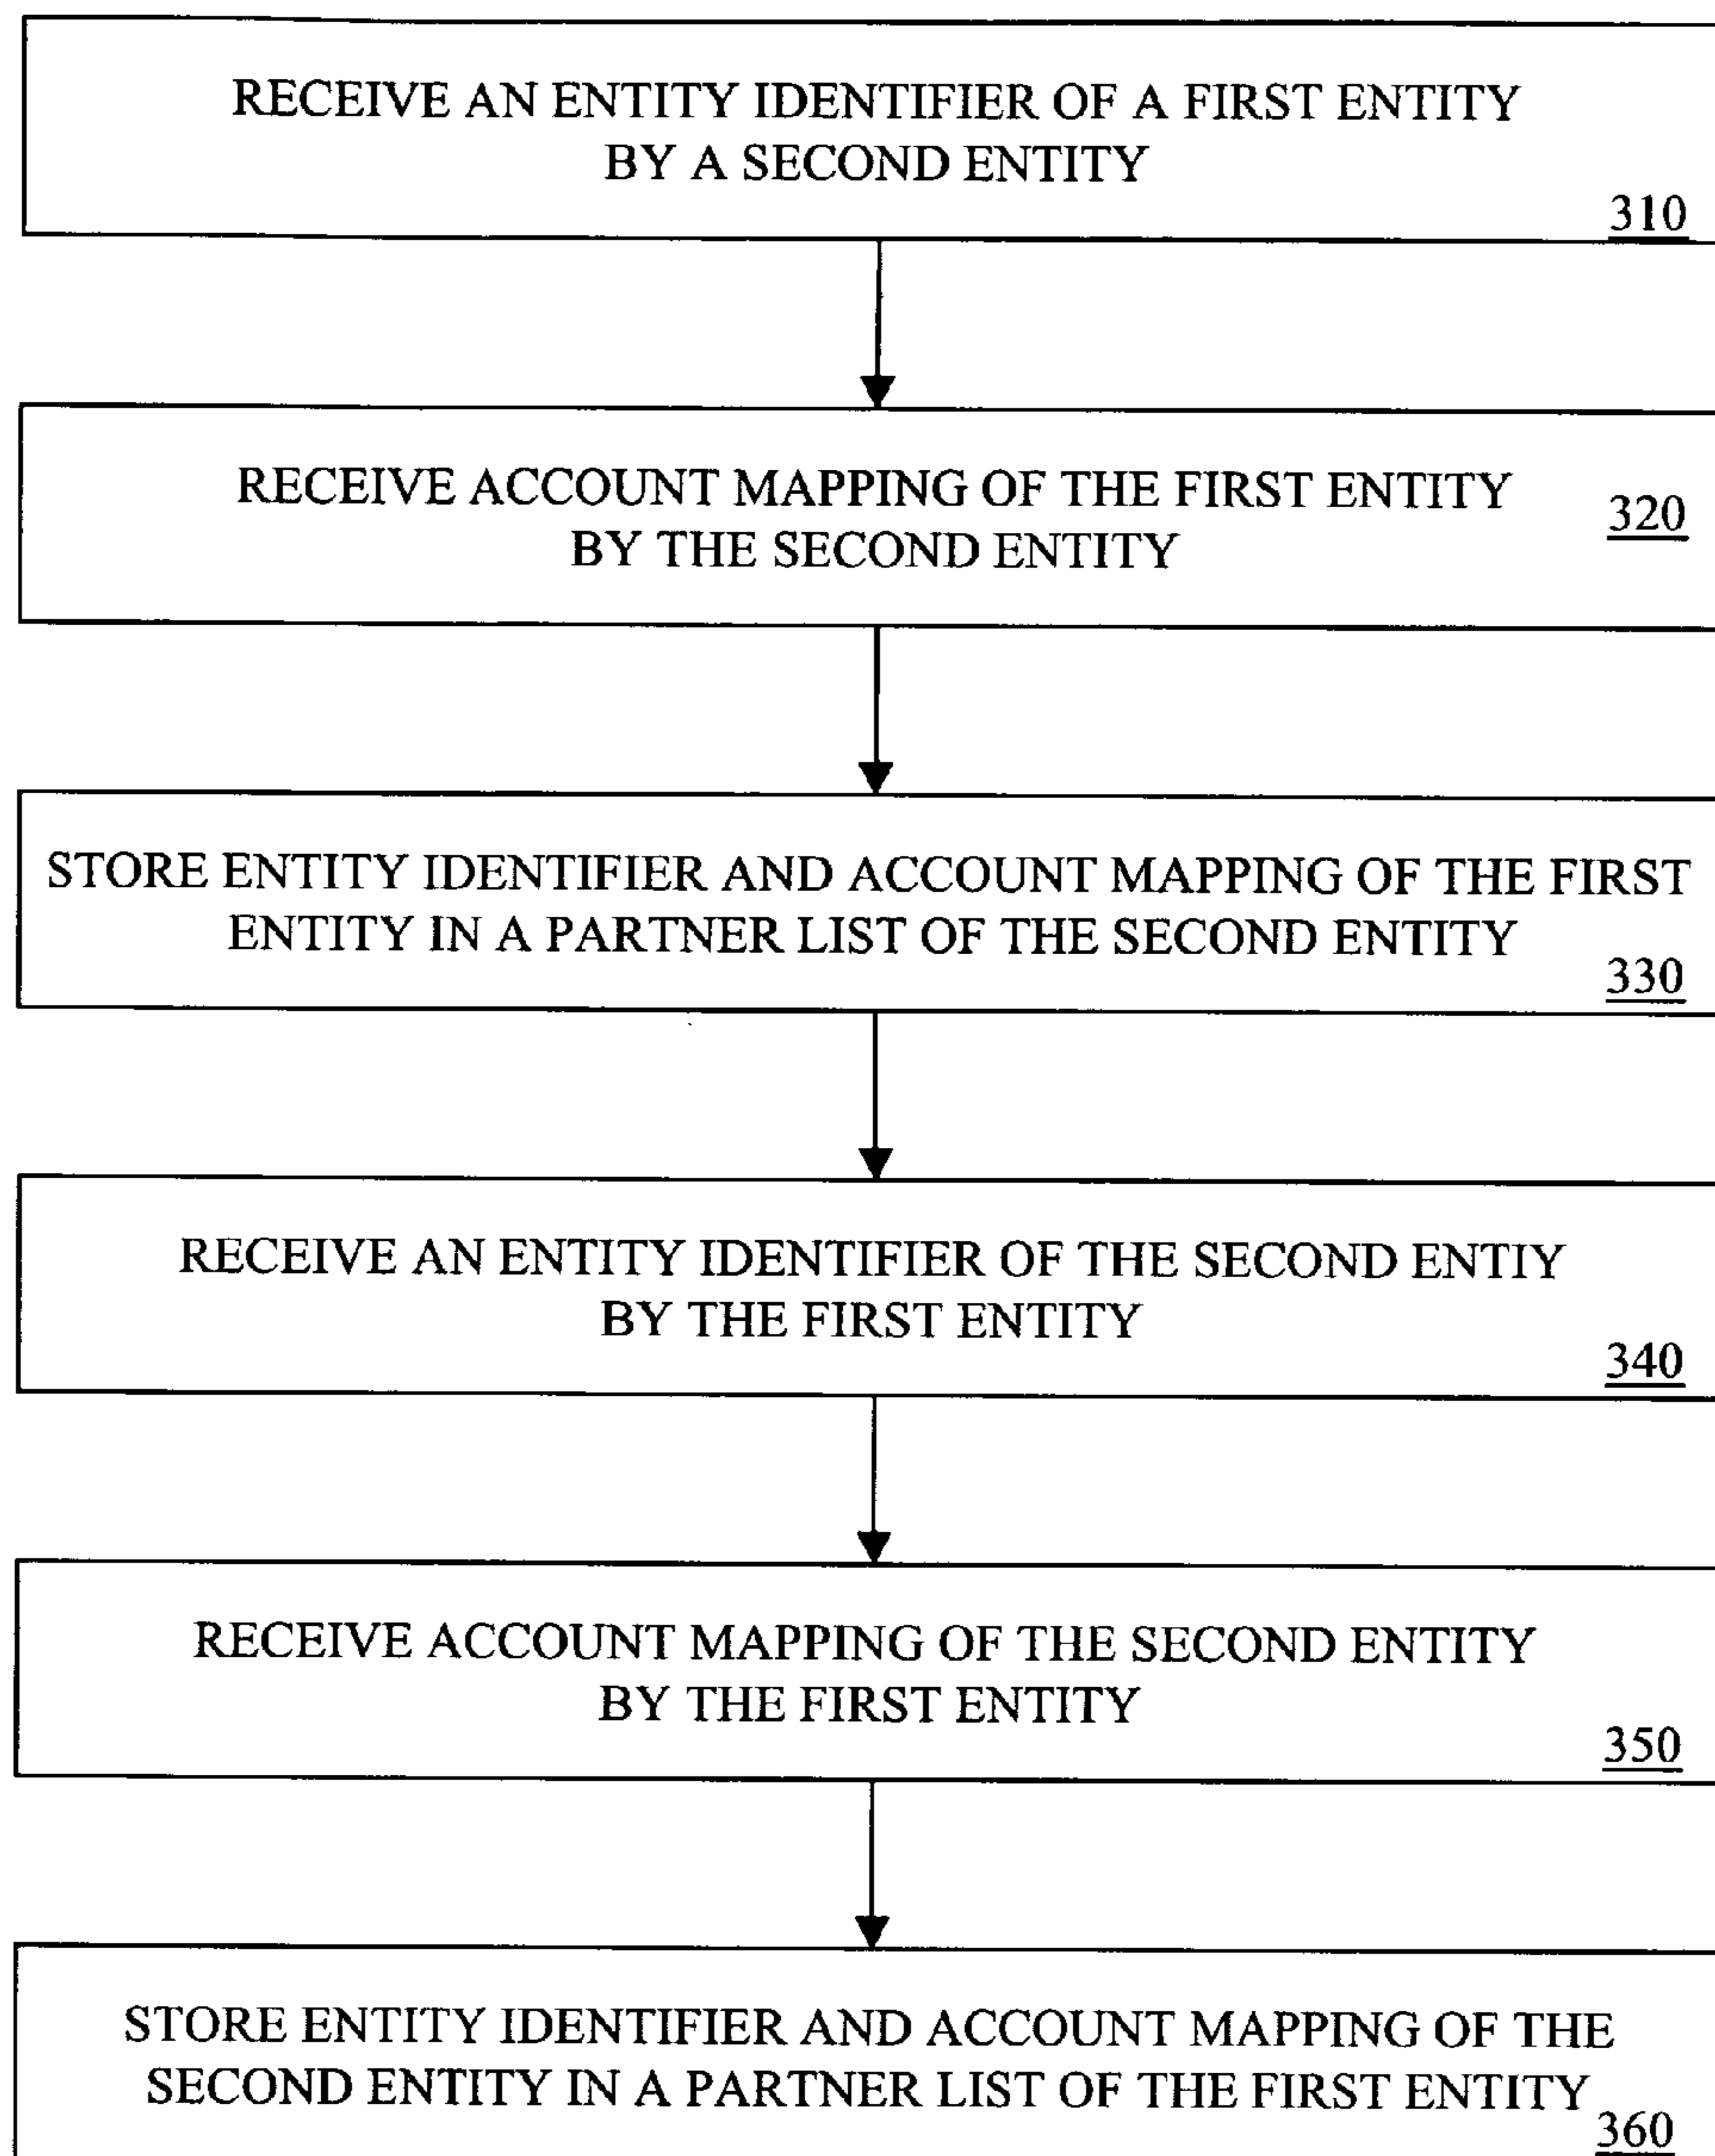 RECEIVE AN ENTITY IDENTIFIER OF A FIRST ENTITY
BY A SECOND ENTITY
310
RECEIVE ACCOUNT MAPPING OF THE FIRST ENTITY
BY THE SECOND ENTITY
320
STORE ENTITY IDENTIFIER AND ACCOUNT MAPPING OF THE FIRST
ENTITY IN A PARTNER LIST OF THE SECOND ENTITY
330
RECEIVE AN ENTITY IDENTIFIER OF THE SECOND ENTIY
BY THE FIRST ENTITY
340
RECEIVE ACCOUNT MAPPING OF THE SECOND ENTITY
BY THE FIRST ENTITY
350
STORE ENTITY IDENTIFIER AND ACCOUNT MAPPING OF THE
SECOND ENTITY IN A PARTNER LIST OF THE FIRST ENTITY
360